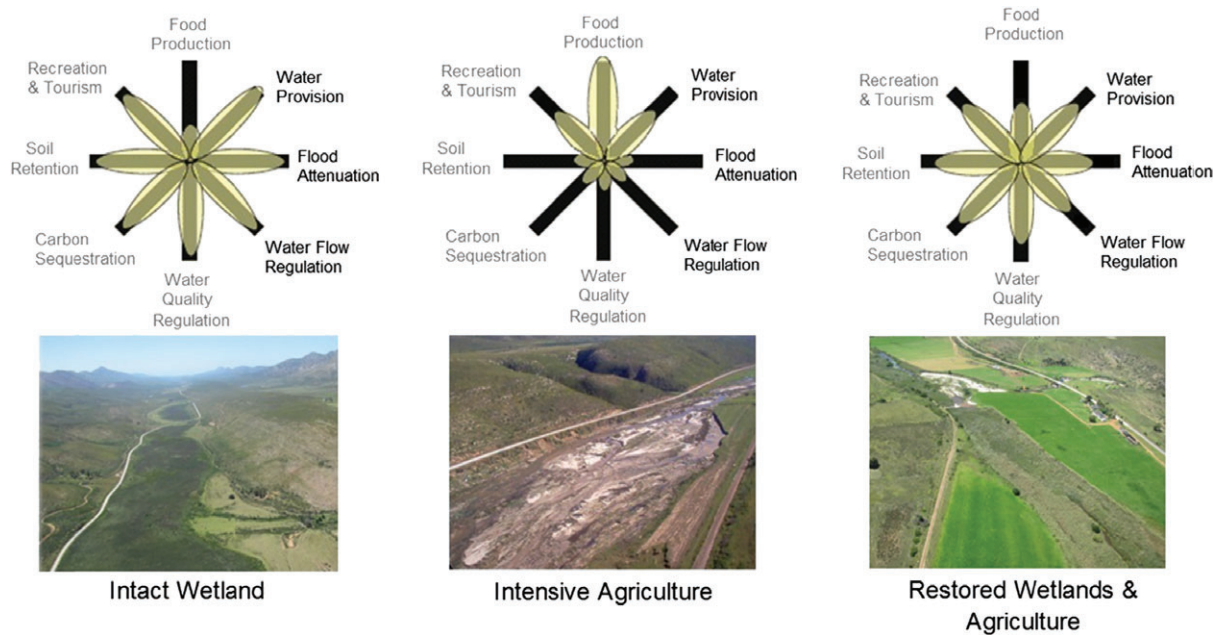 Food
Production
Recreation
& Tourism
Water
Provision
Soil
Retention
Flood
Attenuation
Carbon
Sequestration
Water Flow
Regulation
Water
Quality
Regulation
Intact Wetland
Food
Production
Recreation
& Tourism
Water
Provision
Soil
Retention
Flood
Attenuation
Carbon
Sequestration
Water Flow
Regulation
Water
Quality
Regulation
Intensive Agriculture
Food
Production
Recreation
& Tourism
Water
Provision
Soil
Retention
Flood
Attenuation
Carbon
Sequestration
Water Flow
Regulation
Water
Quality
Regulation
Restored Wetlands &
Agriculture